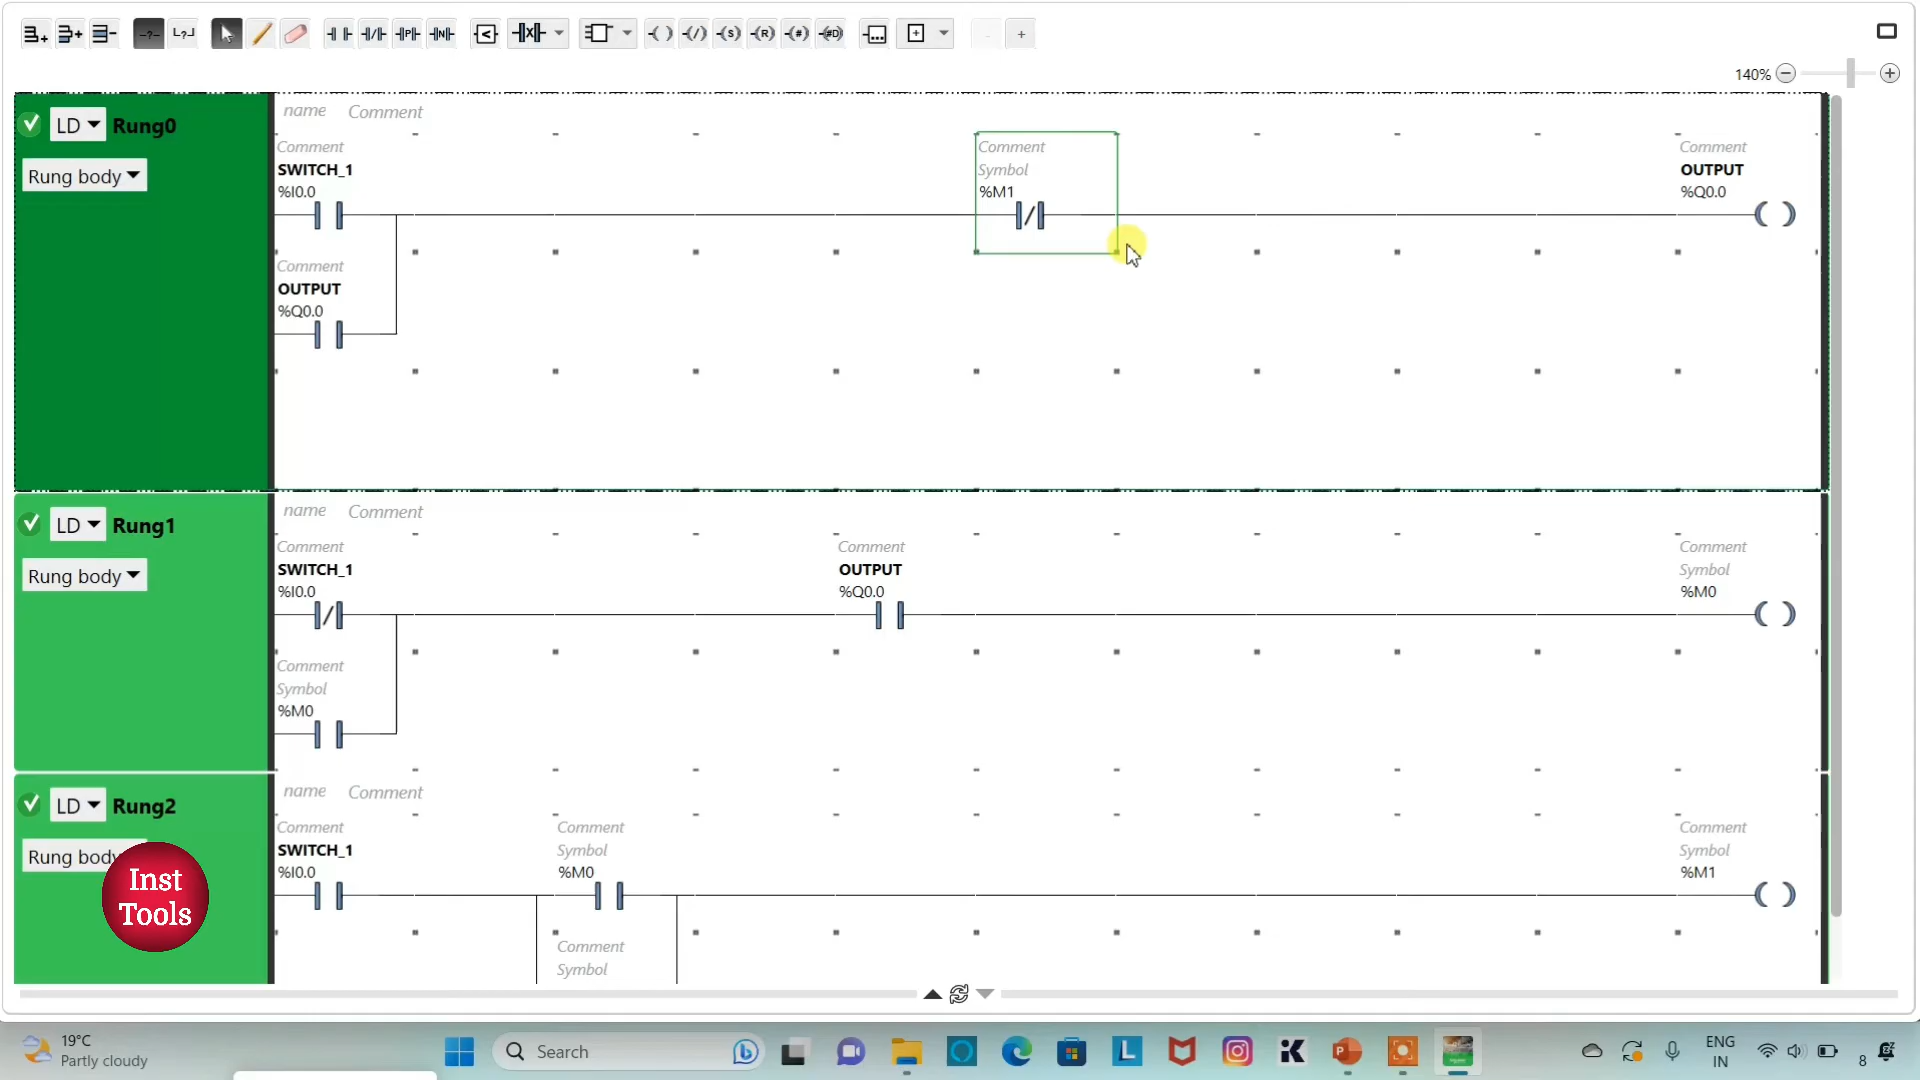 140%
LD Rung0
name Comment
Rung body
Comment
SWITCH_1
%I0.0
Comment
Symbol
%M1
Comment
OUTPUT
%Q0.0
Comment
OUTPUT
%Q0.0
LD Rung1
name Comment
Rung body
Comment
SWITCH_1
%I0.0
Comment
OUTPUT
%Q0.0
Comment
Symbol
%M0
Comment
Symbol
%M0
LD Rung2
name Comment
Rung body
Comment
SWITCH_1
%I0.0
Comment
Symbol
%M0
Comment
Symbol
%M1
Comment
Symbol
Inst
Tools
19°C
Partly cloudy
Search
ENG
IN
8